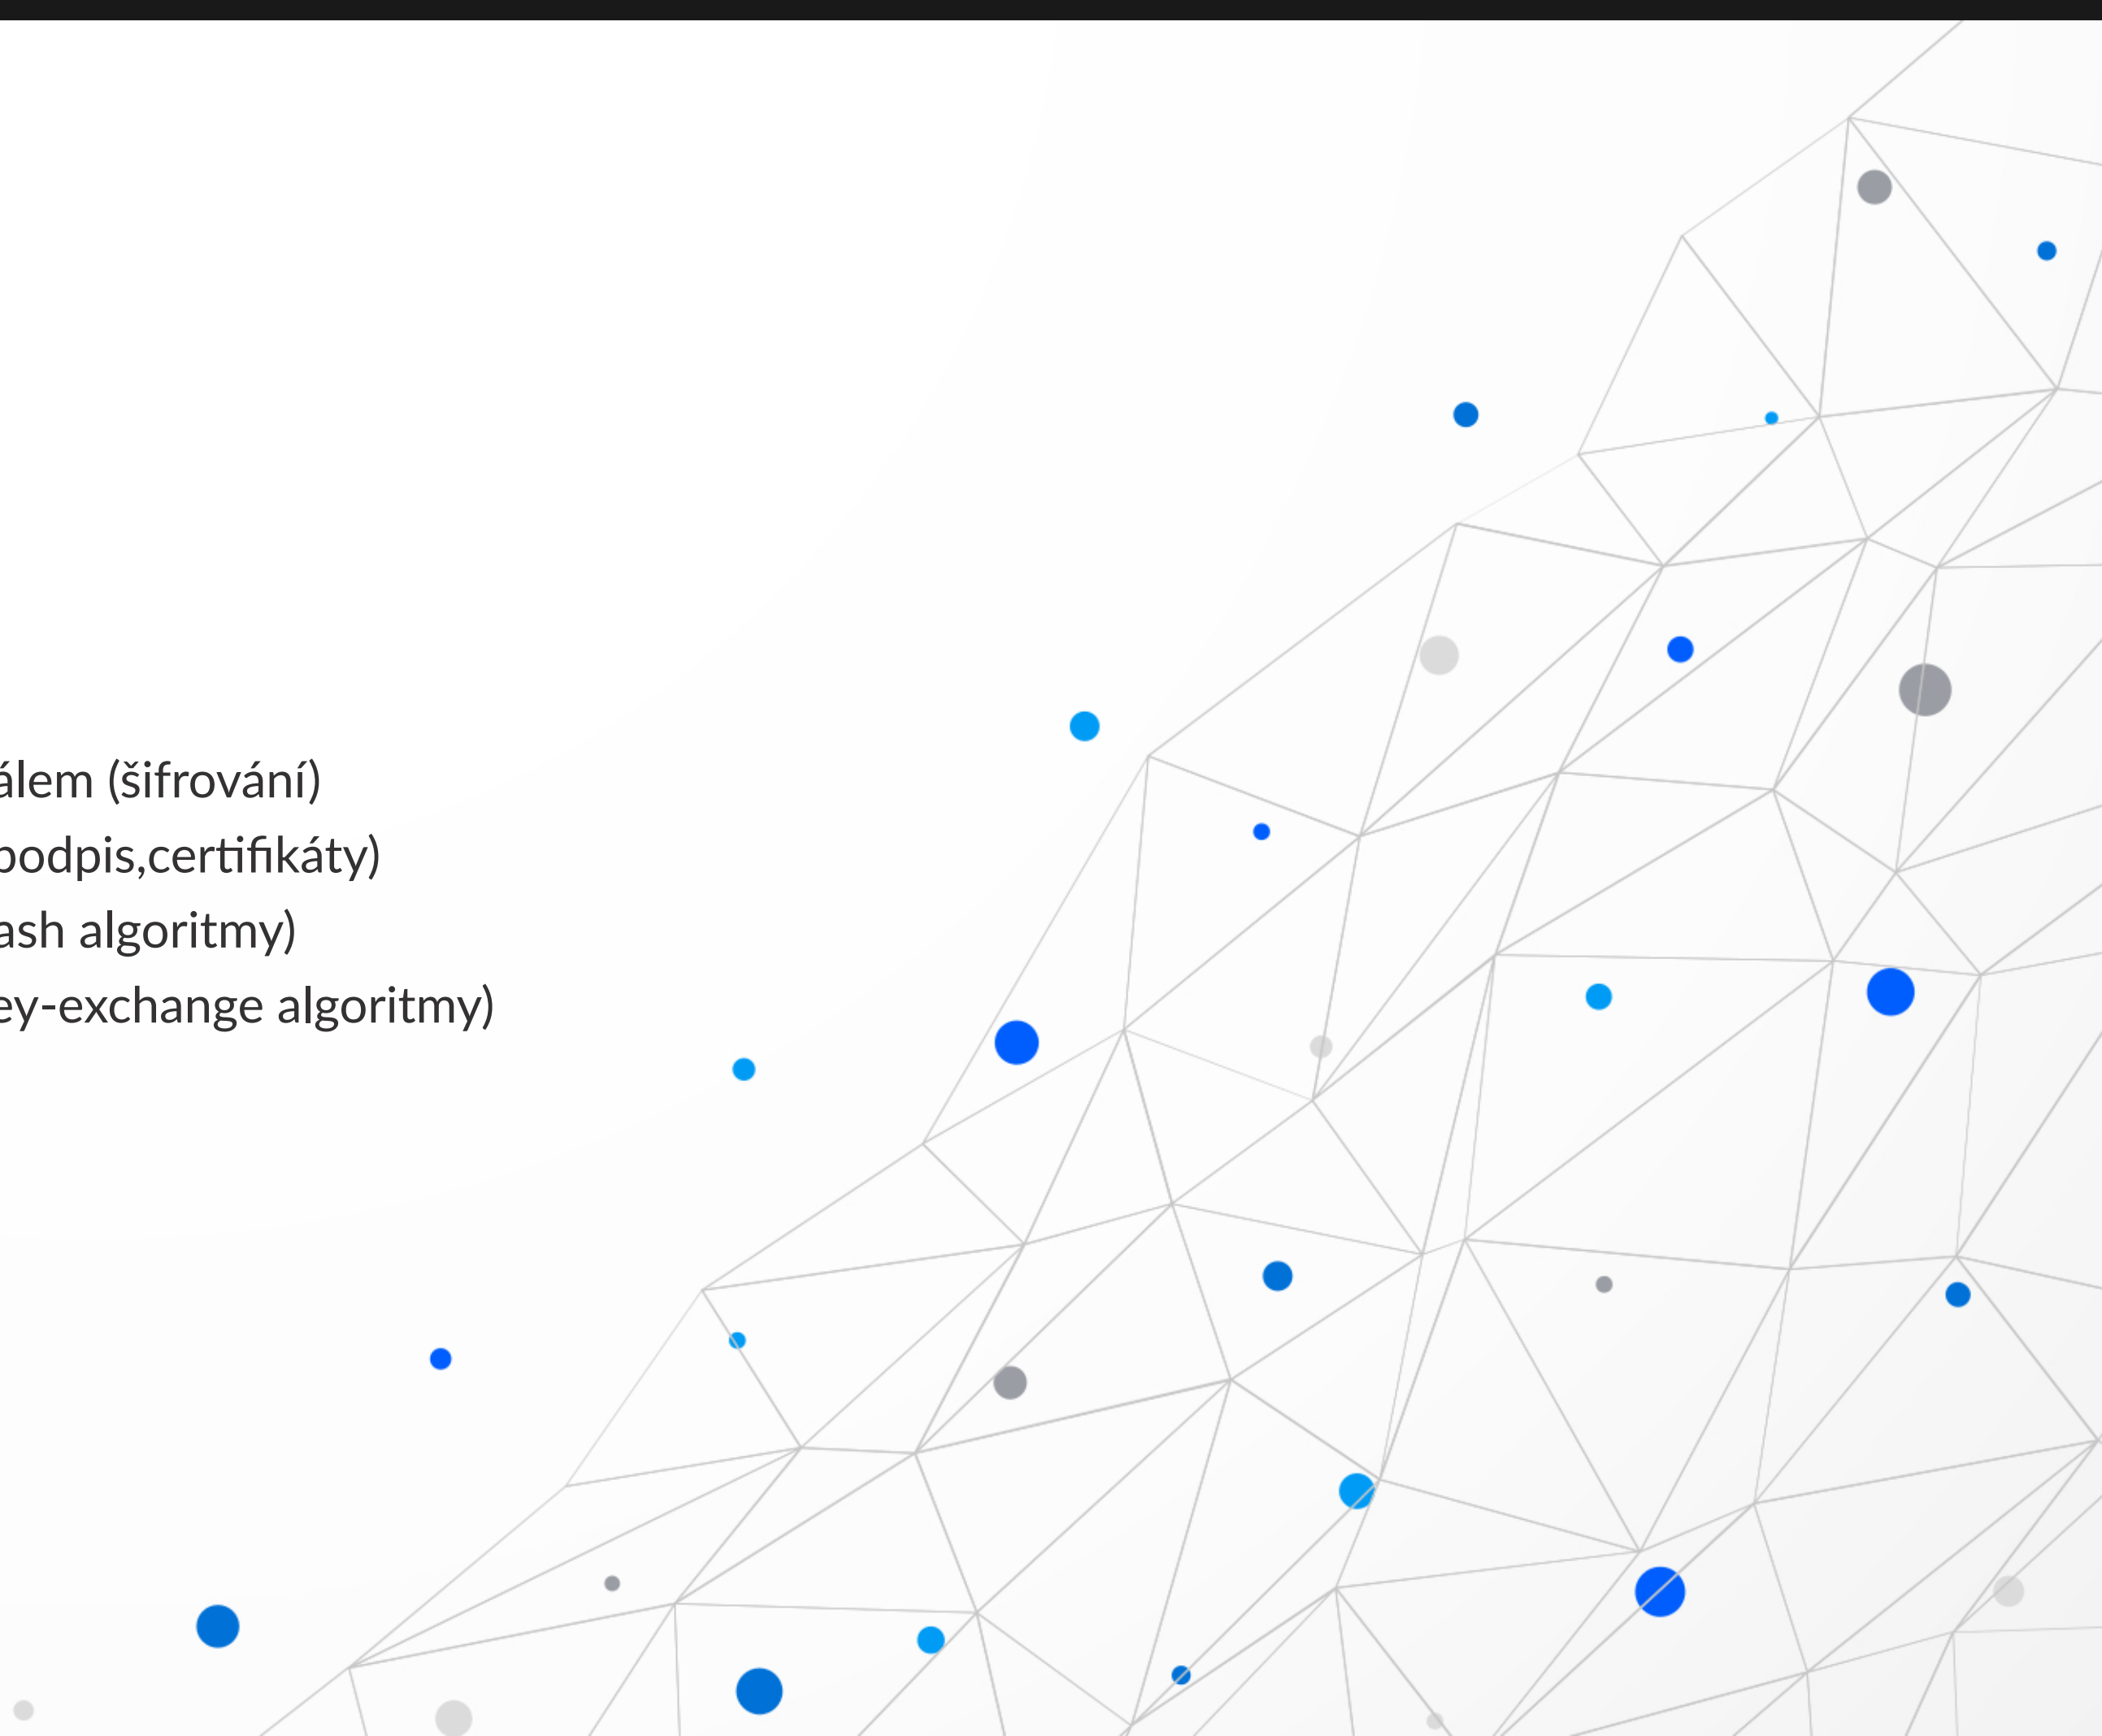 álem (šifrování)
podpis,certifikáty)
ash algoritmy)
ey-exchange algoritmy)